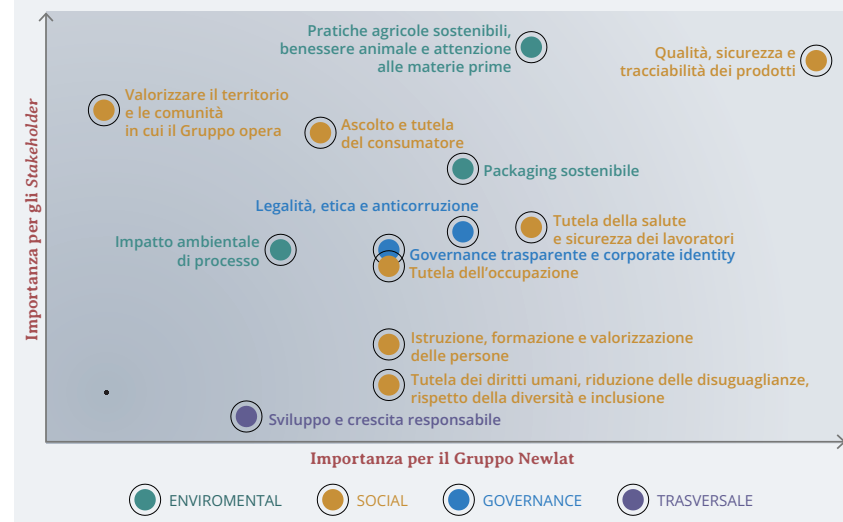 Pratiche agricole sostenibili,
benessere animale e attenzione
alle materie prime
Qualità, sicurezza e
tracciabilità dei prodotti
Valorizzare il territorio
e le comunità
in cui il Gruppo opera
Ascolto e tutela
del consumatore
Packaging sostenibile
Legalità, etica e anticorruzione
Tutela della salute
e sicurezza dei lavoratori
Impatto ambientale
di processo
Governance trasparente e corporate identity
Tutela dell'occupazione
Istruzione, formazione e valorizzazione
delle persone
Tutela dei diritti umani, riduzione delle disuguaglianze,
rispetto della diversità e inclusione
Sviluppo e crescita responsabile
Importanza per gli Stakeholder
Importanza per il Gruppo Newlat
ENVIROMENTAL
SOCIAL
GOVERNANCE
TRASVERSALE